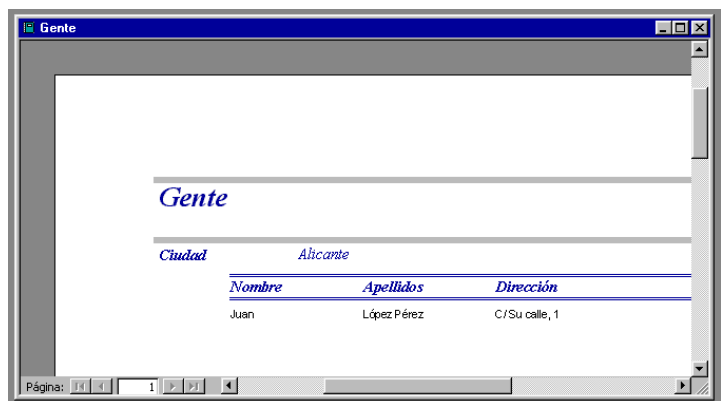 Gente
Gente
Ciudad Alicante
Nombre Apellidos Dirección
Juan López Pérez C/Su calle, 1
Página: 1